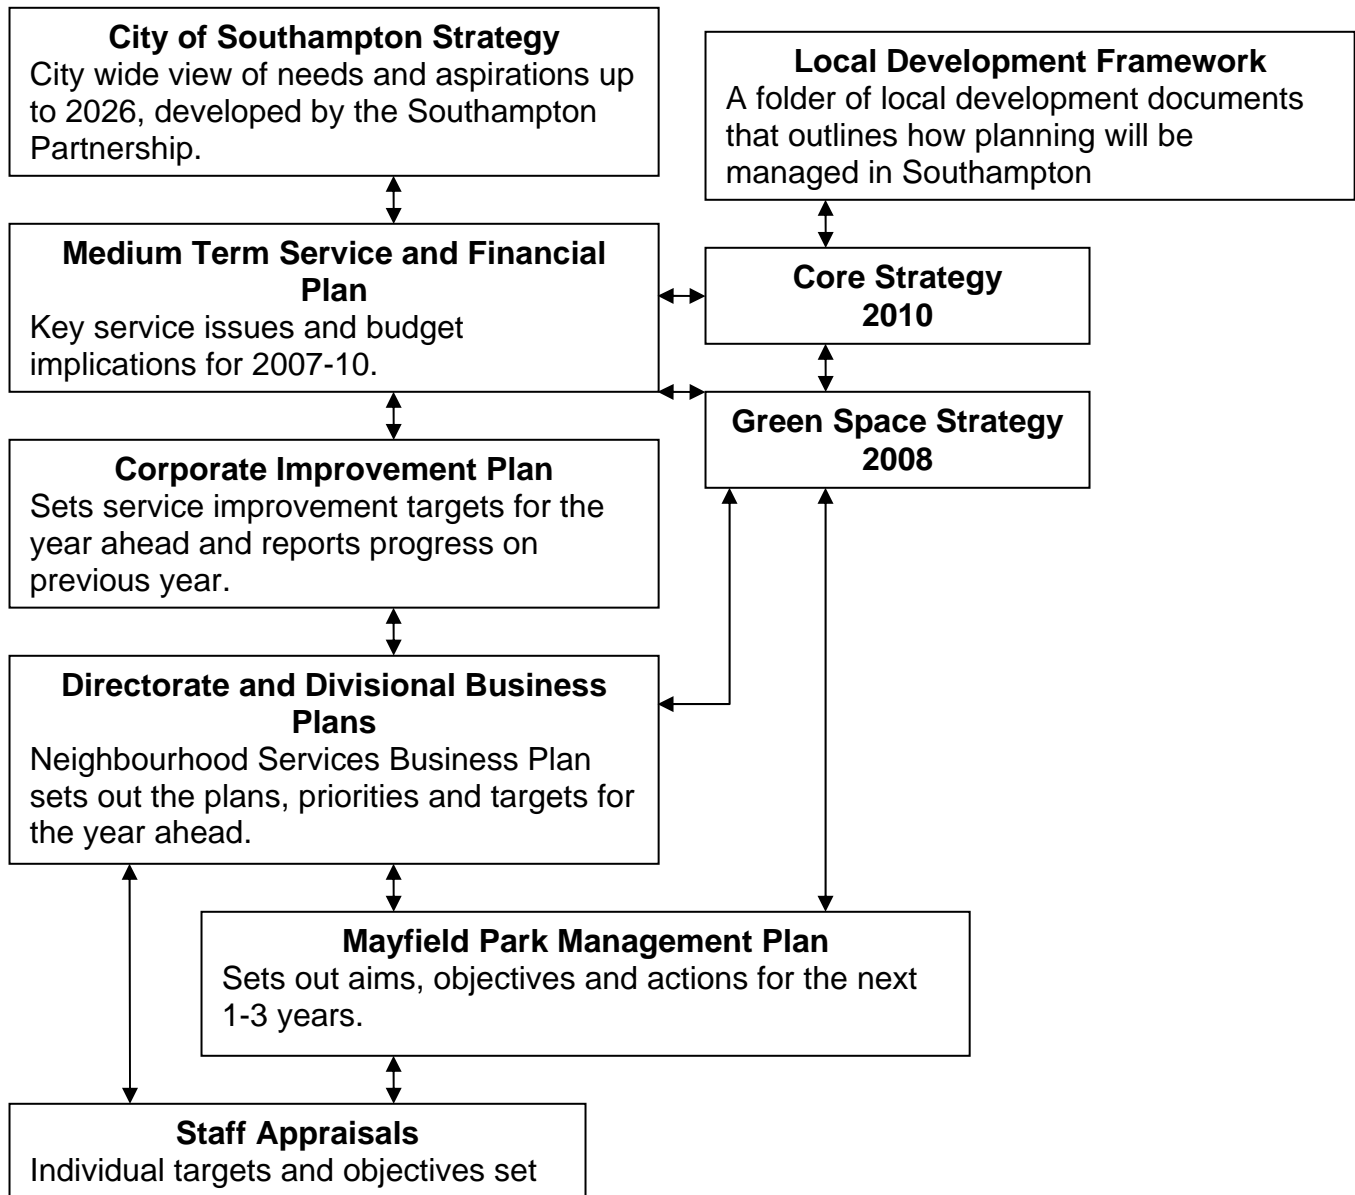 City of Southampton Strategy
City wide view of needs and aspirations up
to 2026, developed by the Southampton
Partnership.
Local Development Framework
A folder of local development documents
that outlines how planning will be
managed in Southampton
Medium Term Service and Financial
Plan
Key service issues and budget
implications for 2007-10.
Core Strategy
2010
Green Space Strategy
2008
Corporate Improvement Plan
Sets service improvement targets for the
year ahead and reports progress on
previous year.
Directorate and Divisional Business
Plans
Neighbourhood Services Business Plan
sets out the plans, priorities and targets for
the year ahead.
Mayfield Park Management Plan
Sets out aims, objectives and actions for the next
1-3 years.
Staff Appraisals
Individual targets and objectives set